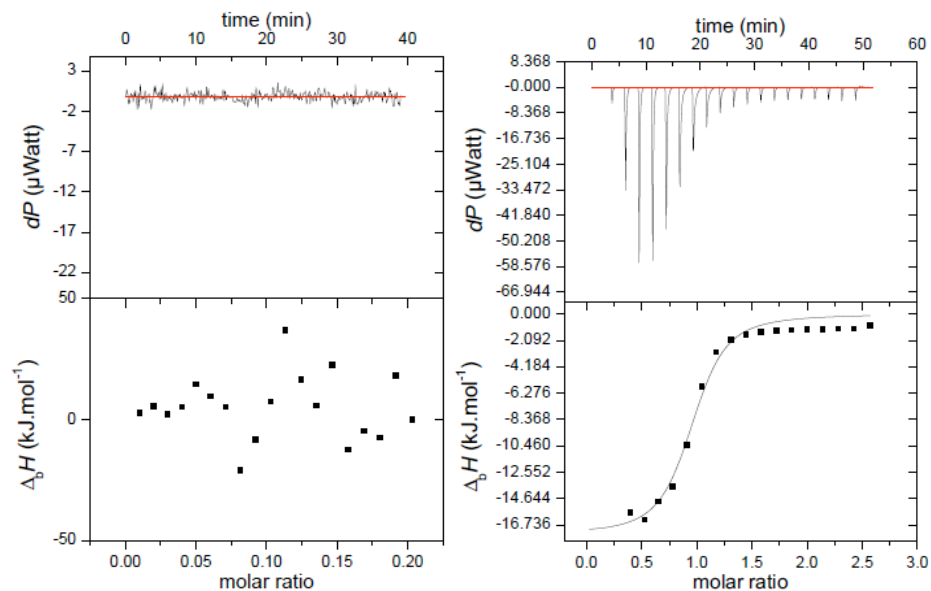 time (min)
0 10 20 30 40
3
-2
-7
-12
-17
-22
dP (µWatt)
50
0
-50
ΔbH (kJ.mol-1)
0.00 0.05 0.10 0.15 0.20
molar ratio
time (min)
0 10 20 30 40 50 60
8.368
-0.000
-8.368
-16.736
-25.104
-33.472
-41.840
-50.208
-58.576
-66.944
dP (µWatt)
0.000
-2.092
-4.184
-6.276
-8.368
-10.460
-12.552
-14.644
-16.736
ΔbH (kJ.mol-1)
0.0 0.5 1.0 1.5 2.0 2.5 3.0
molar ratio